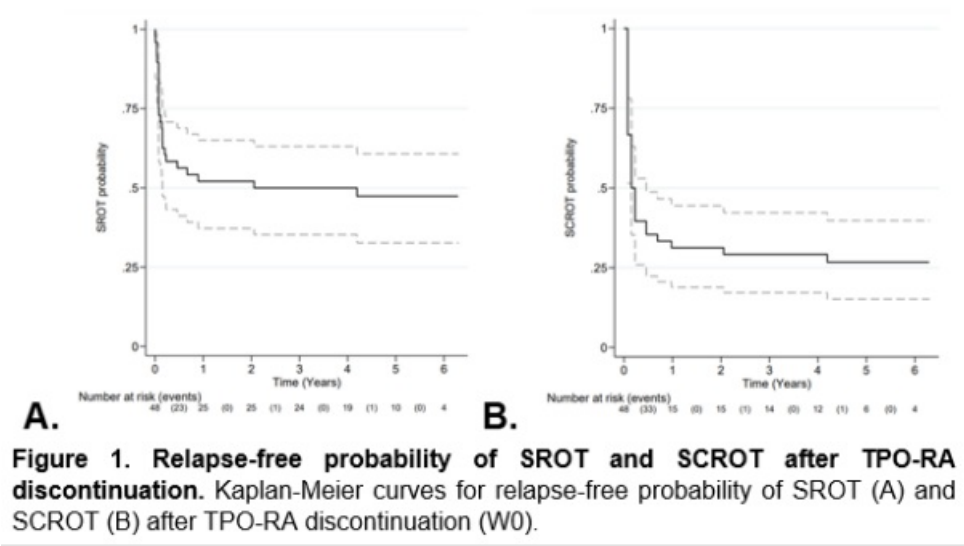 1
.75
.5
.25
0
SROT probability
0 1 2 3 4 5 6
Time (Years)
Number at risk (events)
48 (23) 25 (0) 25 (1) 24 (0) 19 (1) 10 (0) 4
A.
1
.75
.5
.25
0
SCROT probability
0 1 2 3 4 5 6
Time (Years)
Number at risk (events)
48 (33) 15 (0) 15 (1) 14 (0) 12 (1) 6 (0) 4
B.
Figure 1. Relapse-free probability of SROT and SCROT after TPO-RA
discontinuation. Kaplan-Meier curves for relapse-free probability of SROT (A) and
SCROT (B) after TPO-RA discontinuation (W0).